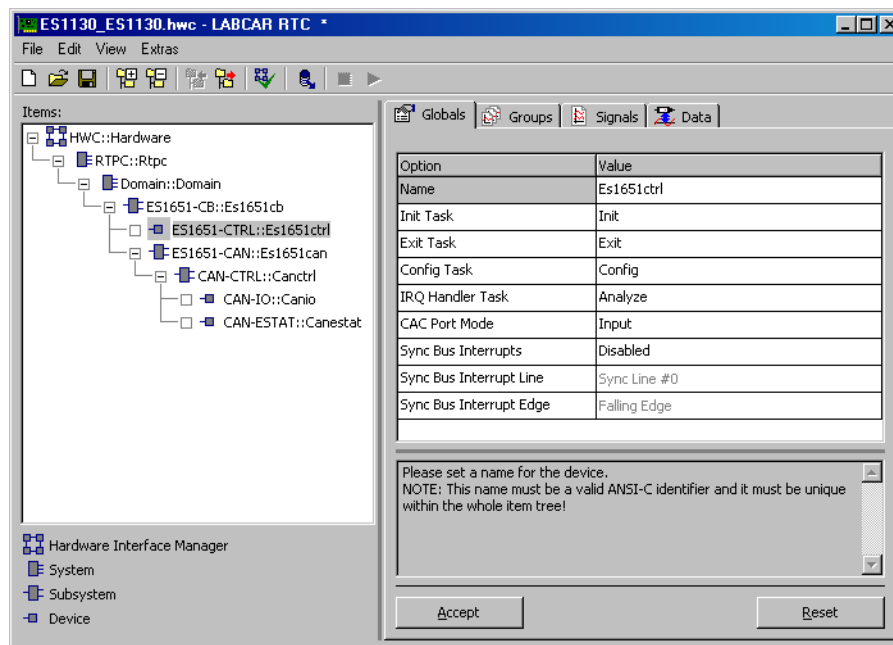 ES1130_ES1130.hwc - LABCAR RTC *
File Edit View Extras
Items:
HWC::Hardware
RTPC::Rtpc
Domain::Domain
ES1651-CB::Es1651cb
ES1651-CTRL::Es1651ctrl
ES1651-CAN::Es1651can
CAN-CTRL::Canctrl
CAN-IO::Canio
CAN-ESTAT::Canestat
Hardware Interface Manager
System
Subsystem
Device
Globals Groups Signals Data
Option Value
Name Es1651ctrl
Init Task Init
Exit Task Exit
Config Task Config
IRQ Handler Task Analyze
CAC Port Mode Input
Sync Bus Interrupts Disabled
Sync Bus Interrupt Line Sync Line #0
Sync Bus Interrupt Edge Falling Edge
Please set a name for the device.
NOTE: This name must be a valid ANSI-C identifier and it must be unique
within the whole item tree!
Accept Reset